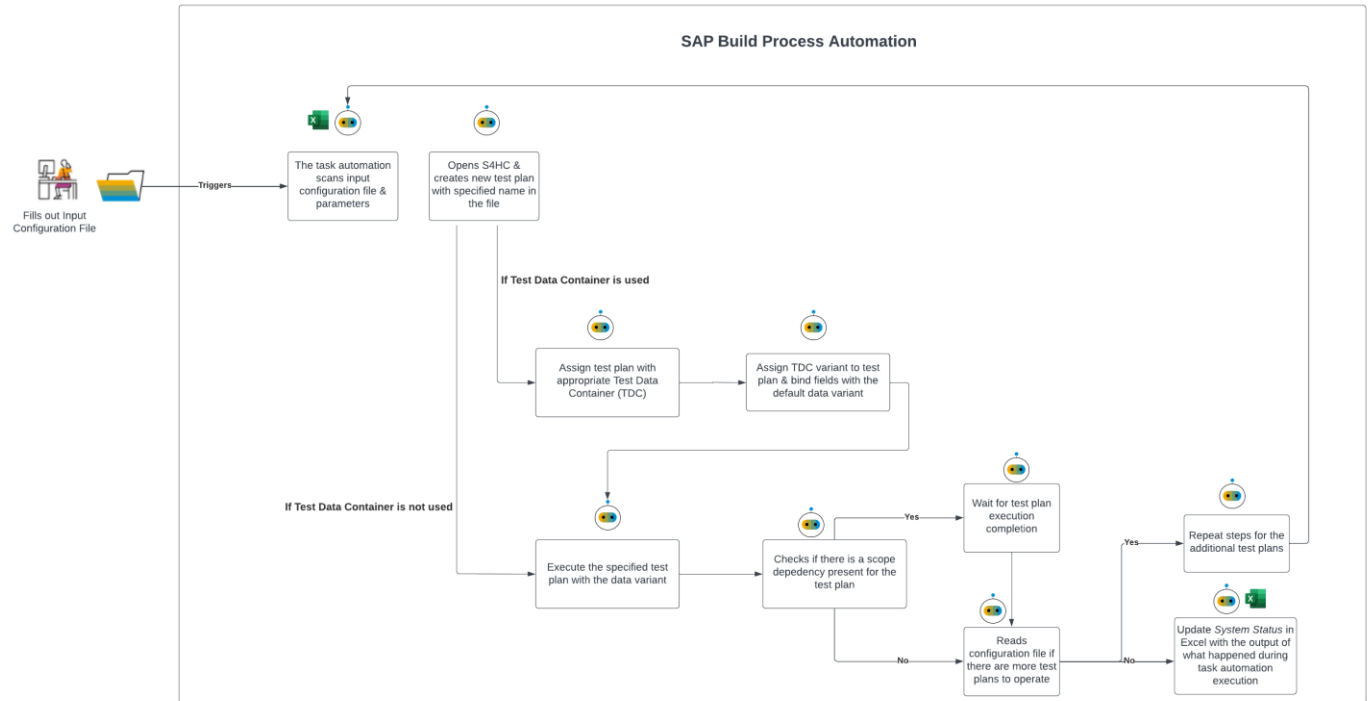 SAP Build Process Automation
The task automation
scans input
configuration file &
parameters
Opens S4HC &
creates new test plan
with specified name in
the file
Triggers
Fills out Input
Configuration File
If Test Data Container is used
Assign test plan with
appropriate Test Data
Container (TDC)
Assign TDC variant to test
plan & bind fields with the
default data variant
If Test Data Container is not used
Wait for test plan
execution
completion
Yes
Execute the specified test
plan with the data variant
Checks if there is a scope
depedency present for the
test plan
Yes
Repeat steps for the
additional test plans
No
Reads
configuration file if
there are more test
plans to operate
No
Update System Status in
Excel with the output of
what happened during
task automation
execution